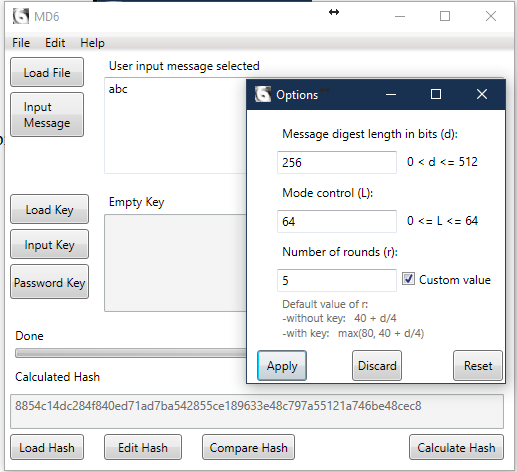 MD6
File Edit Help
Load File
User input message selected
Input
Message
abc
Load Key
Empty Key
Input Key
Password Key
Done
Calculated Hash
8854c14dc284f840ed71ad7ba542855ce189633e48c797a55121a746be48cec8
Load Hash
Edit Hash
Compare Hash
Calculate Hash
Options
Message digest length in bits (d):
256 0 < d <= 512
Mode control (L):
64 0 <= L <= 64
Number of rounds (r):
5 Custom value
Default value of r:
-without key: 40 + d/4
-with key: max(80, 40 + d/4)
Apply
Discard
Reset